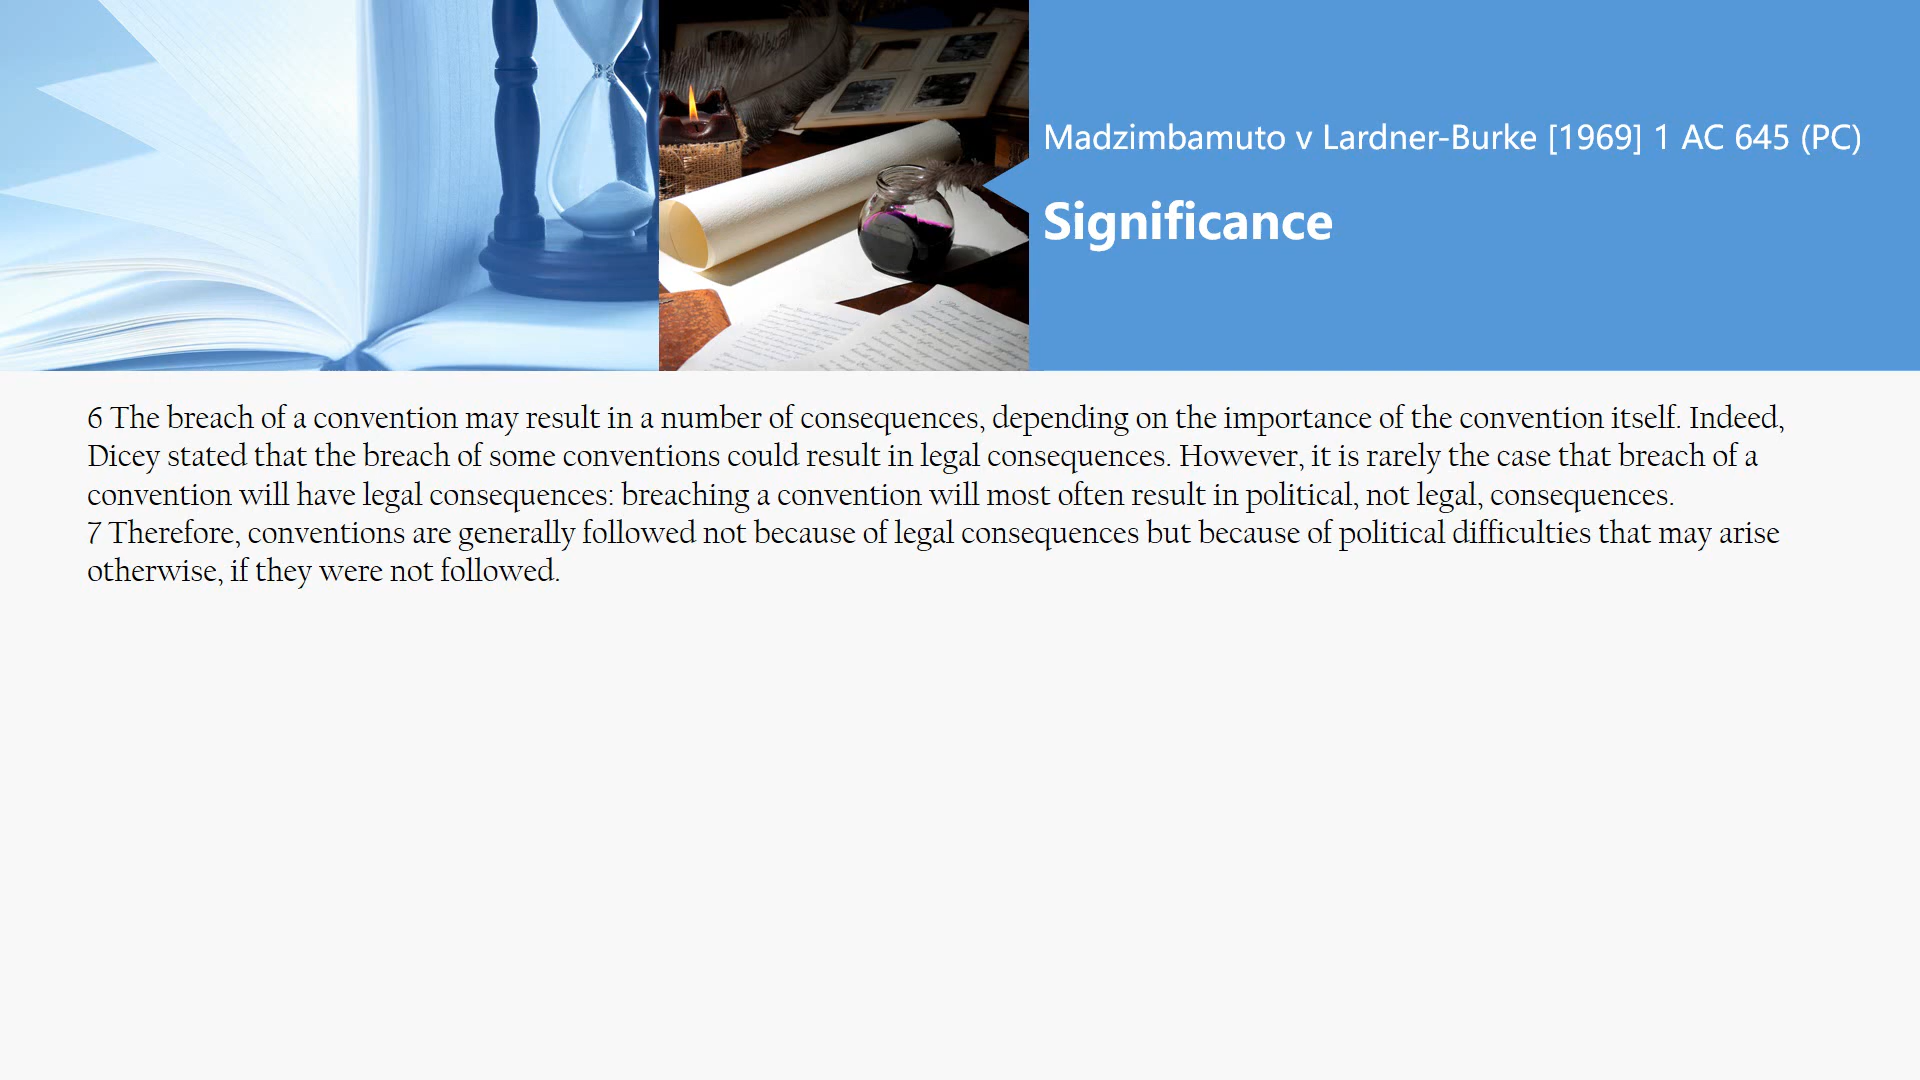 Madzimbamuto v Lardner-Burke [1969] 1 AC 645 (PC)
Significance
6 The breach of a convention may result in a number of consequences, depending on the importance of the convention itself. Indeed,
Dicey stated that the breach of some conventions could result in legal consequences. However, it is rarely the case that breach of a
convention will have legal consequences: breaching a convention will most often result in political, not legal, consequences.
7 Therefore, conventions are generally followed not because of legal consequences but because of political difficulties that may arise
otherwise, if they were not followed.